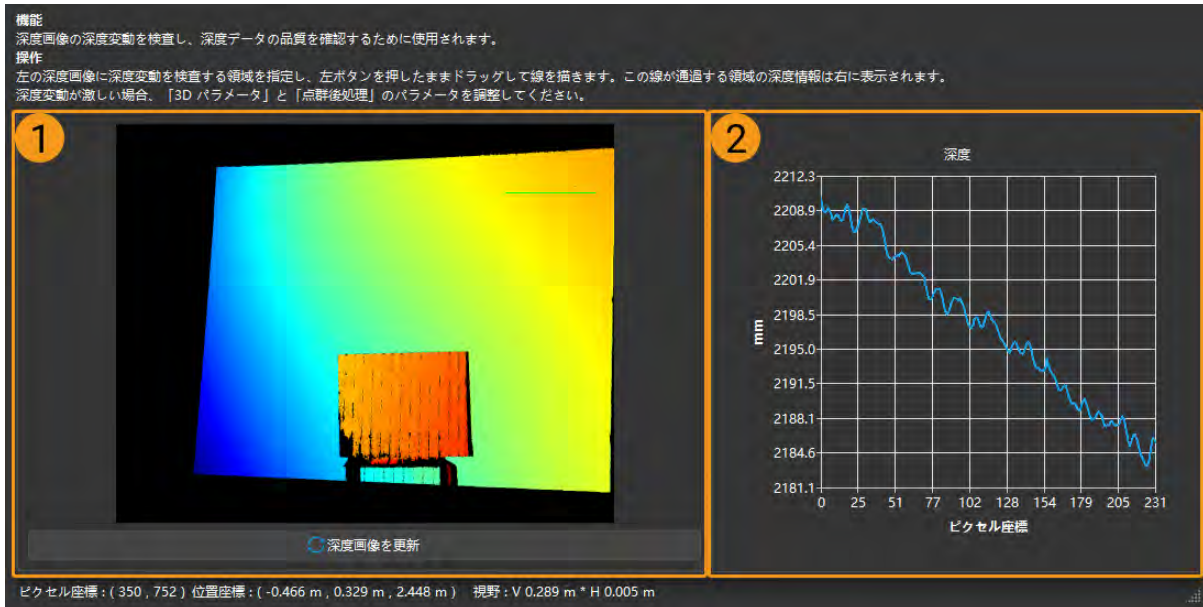 機能
深度画像の深度変動を検査し、深度データの品質を確認するために使用されます。
操作
左の深度画像に深度変動を検査する領域を指定し、左ボタンを押したままドラッグして線を描きます。この線が通過する領域の深度情報は右に表示されます。
深度変動が激しい場合、「3D パラメータ」と「点群後処理」のパラメータを調整してください。
1
深度画像を更新
2
深度
2212.3
2208.9
2205.4
2201.9
2198.5
2195.0
2191.5
2188.1
2184.6
2181.1
mm
0 25 51 77 102 128 154 179 205 231
ピクセル座標
ピクセル座標 : ( 350 , 752 ) 位置座標 : ( -0.466 m , 0.329 m , 2.448 m ) 視野 : V 0.289 m * H 0.005 m